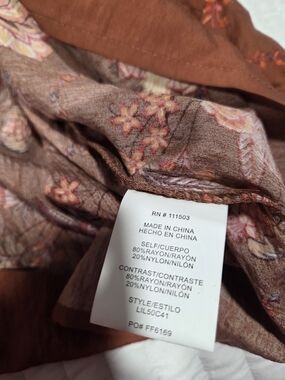 RN # 111503
MADE IN CHINA
HECHO EN CHINA
SELF/CUERPO
80%RAYON/RAYÓN
20%NYLON/NILÓN
CONTRAST/CONTRASTE
80%RAYON/RAYÓN
20%NYLON/NILÓN
STYLE/ESTILO
LIL50C41
PO# FF6169